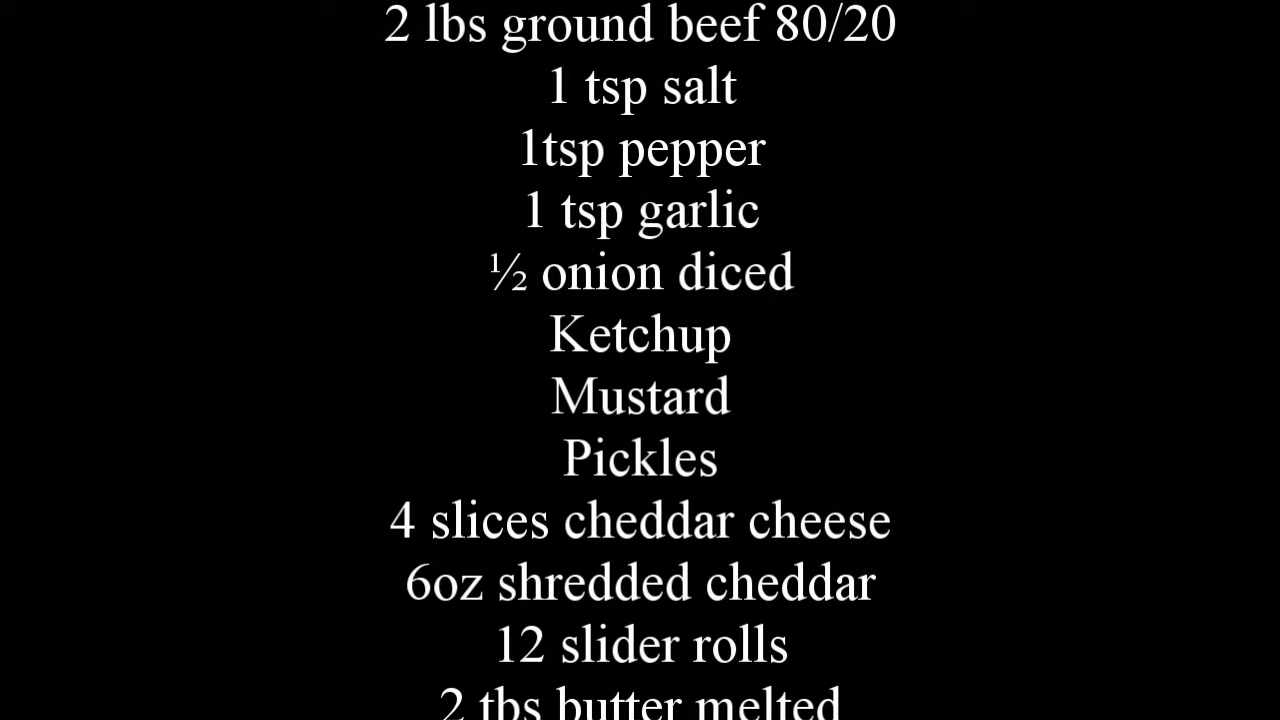 2 lbs ground beef 80/20
1 tsp salt
1tsp pepper
1 tsp garlic
½ onion diced
Ketchup
Mustard
Pickles
4 slices cheddar cheese
6oz shredded cheddar
12 slider rolls
2 tbs butter melted